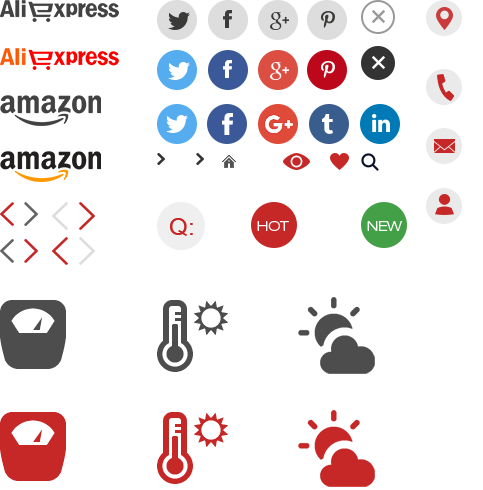 AliExpress
AliExpress
amazon
amazon
Q:
HOT
NEW
f
g+
f
g+
f
G+
t
in